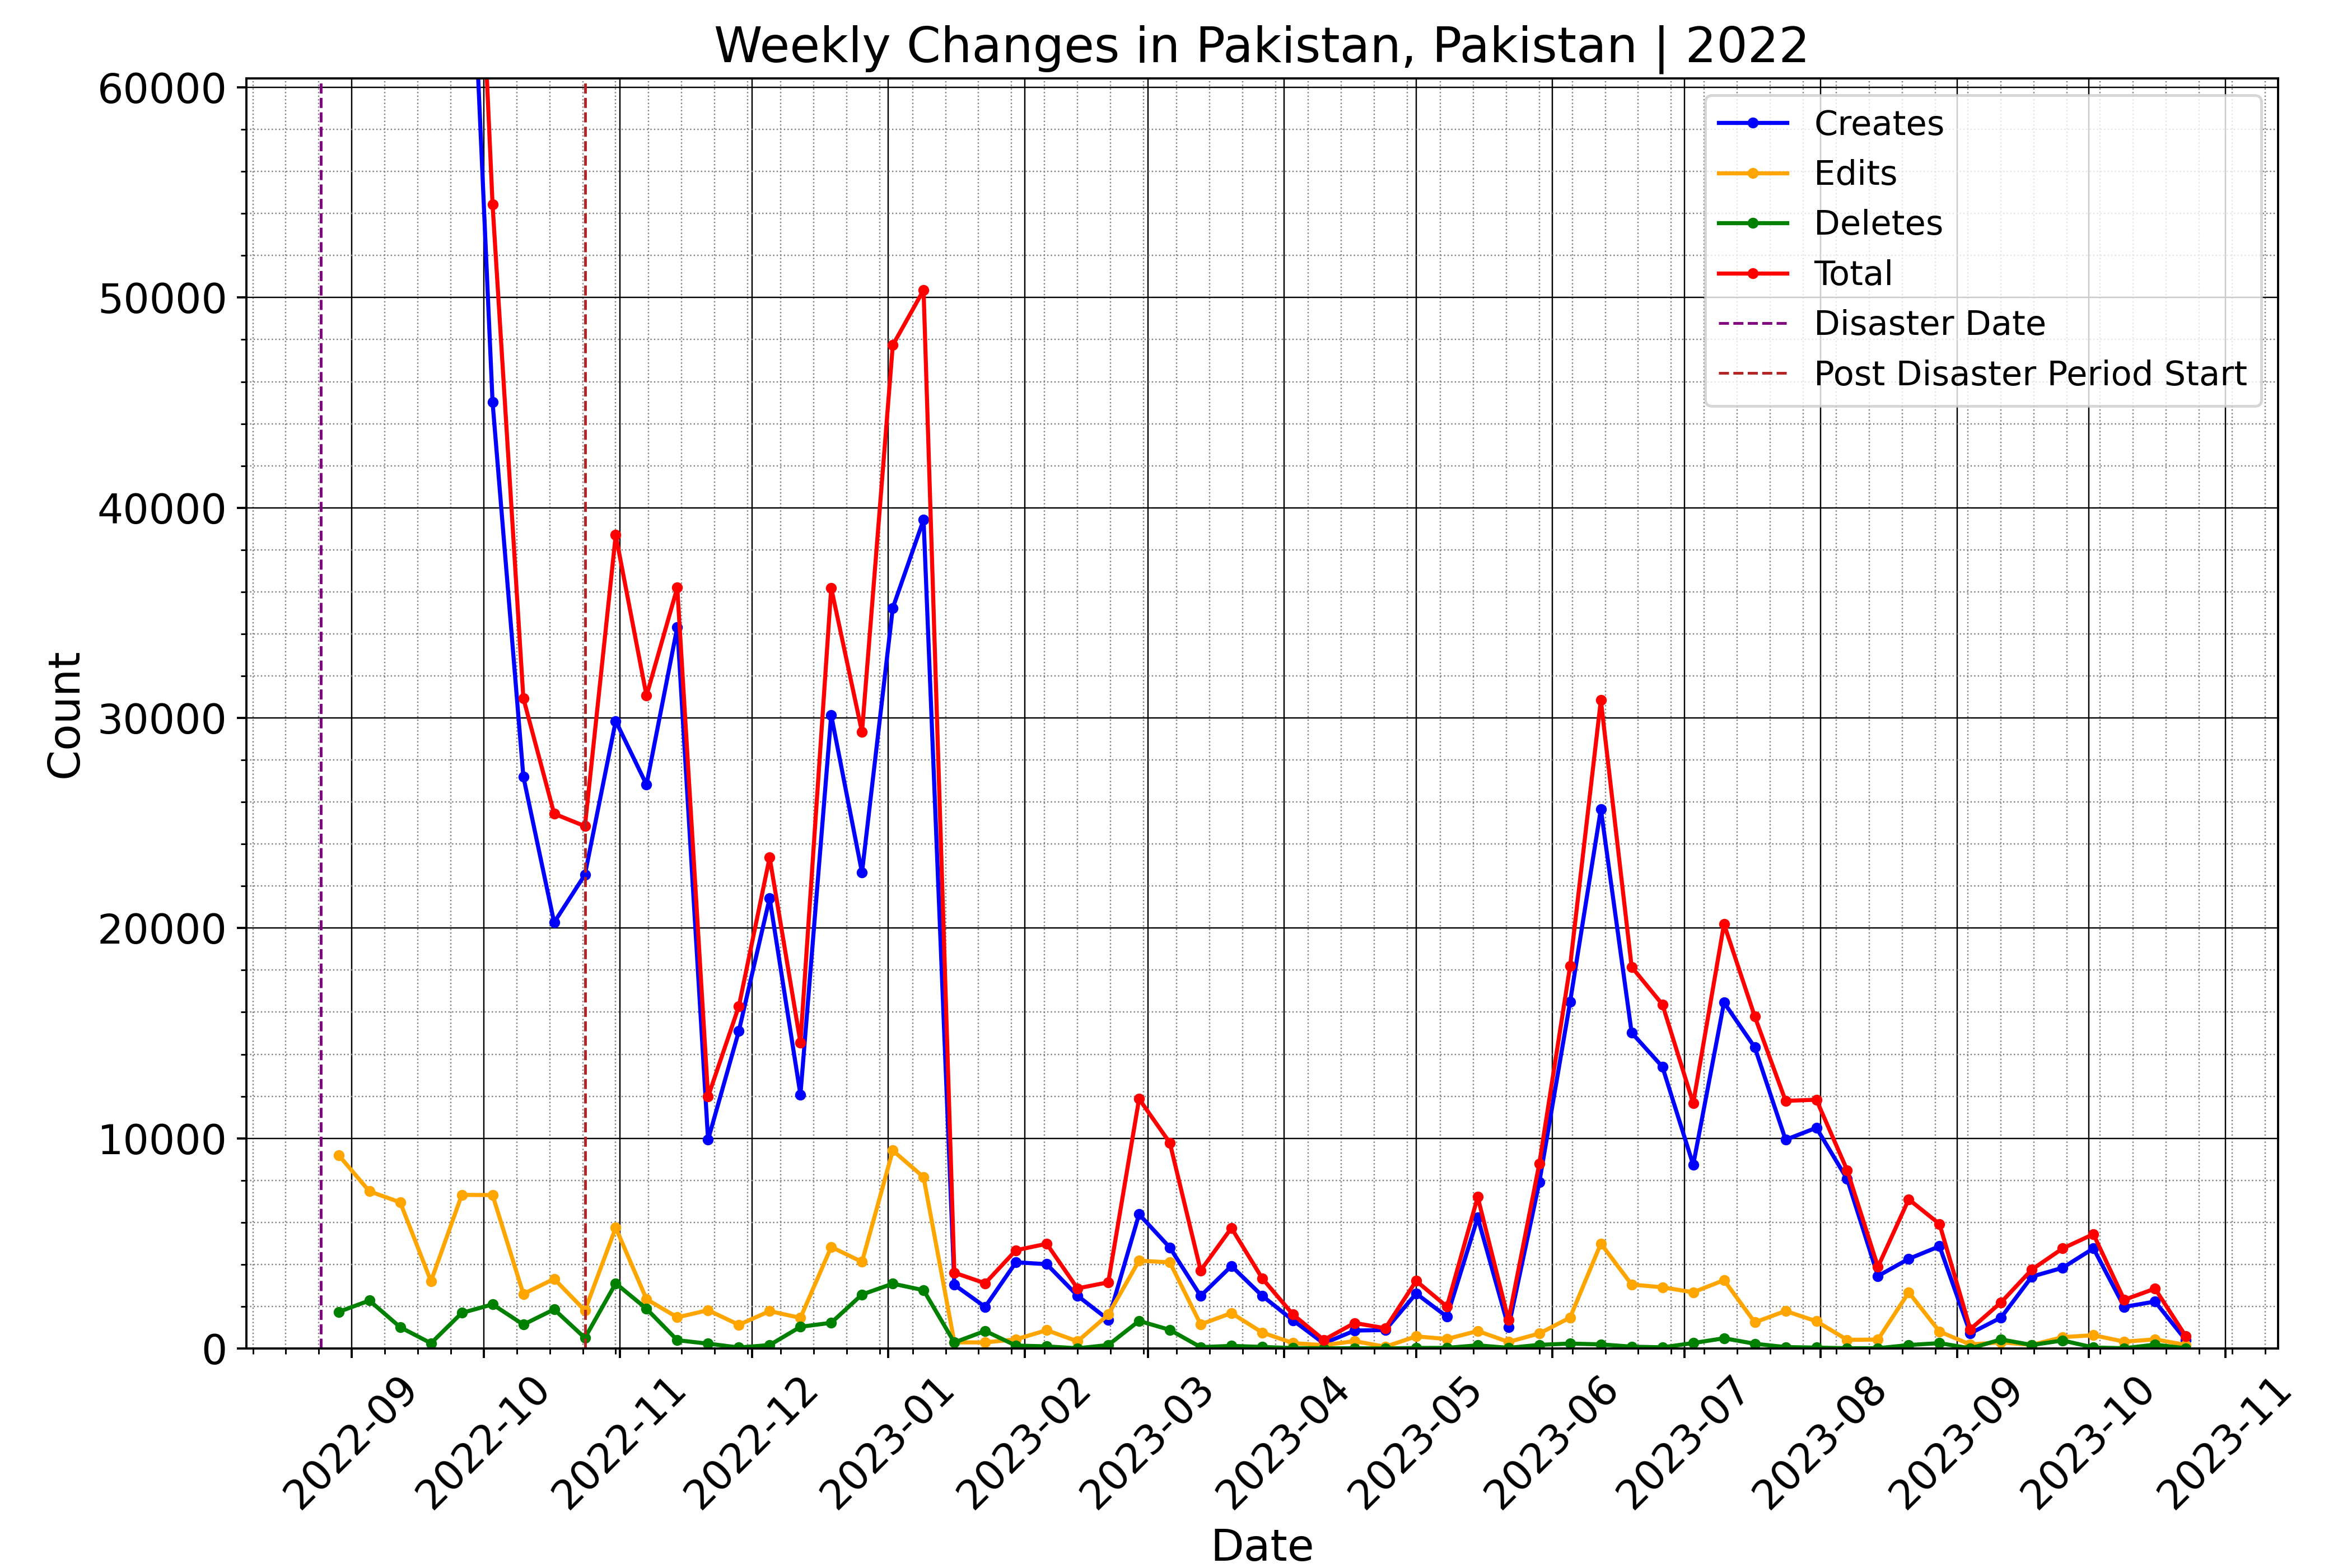 Weekly Changes in Pakistan, Pakistan | 2022
60000
50000
40000
30000
20000
10000
0
Count
Creates
Edits
Deletes
Total
Disaster Date
Post Disaster Period Start
2022-09
2022-10
2022-11
2022-12
2023-01
2023-02
2023-03
2023-04
2023-05
2023-06
2023-07
2023-08
2023-09
2023-10
2023-11
Date